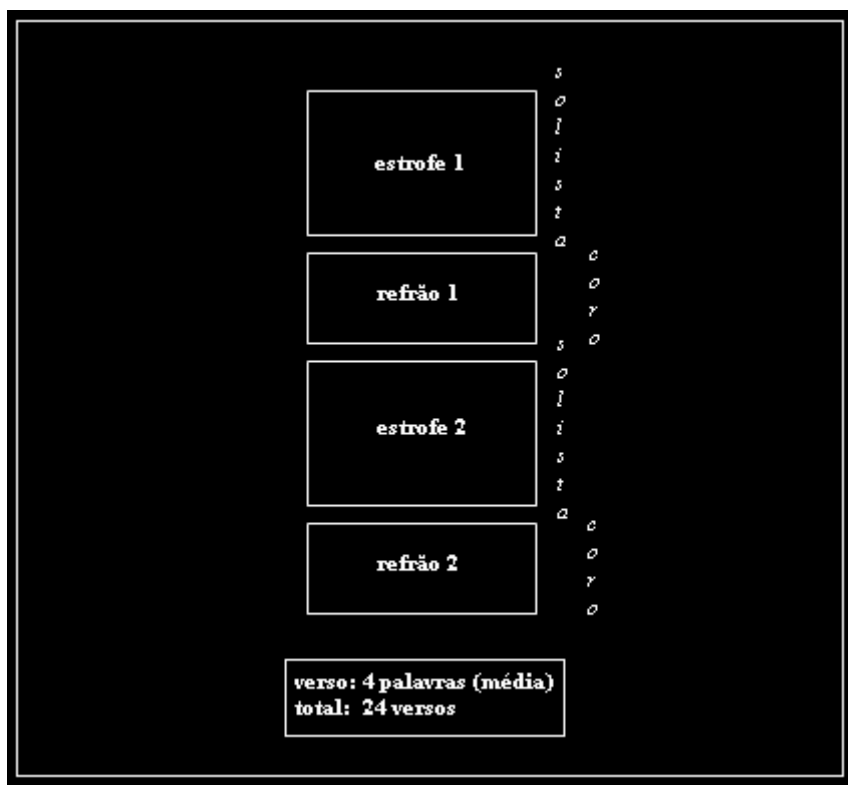 solista
estrofe 1
coro
refrão 1
solista
estrofe 2
coro
refrão 2
verso: 4 palavras (média)
total: 24 versos